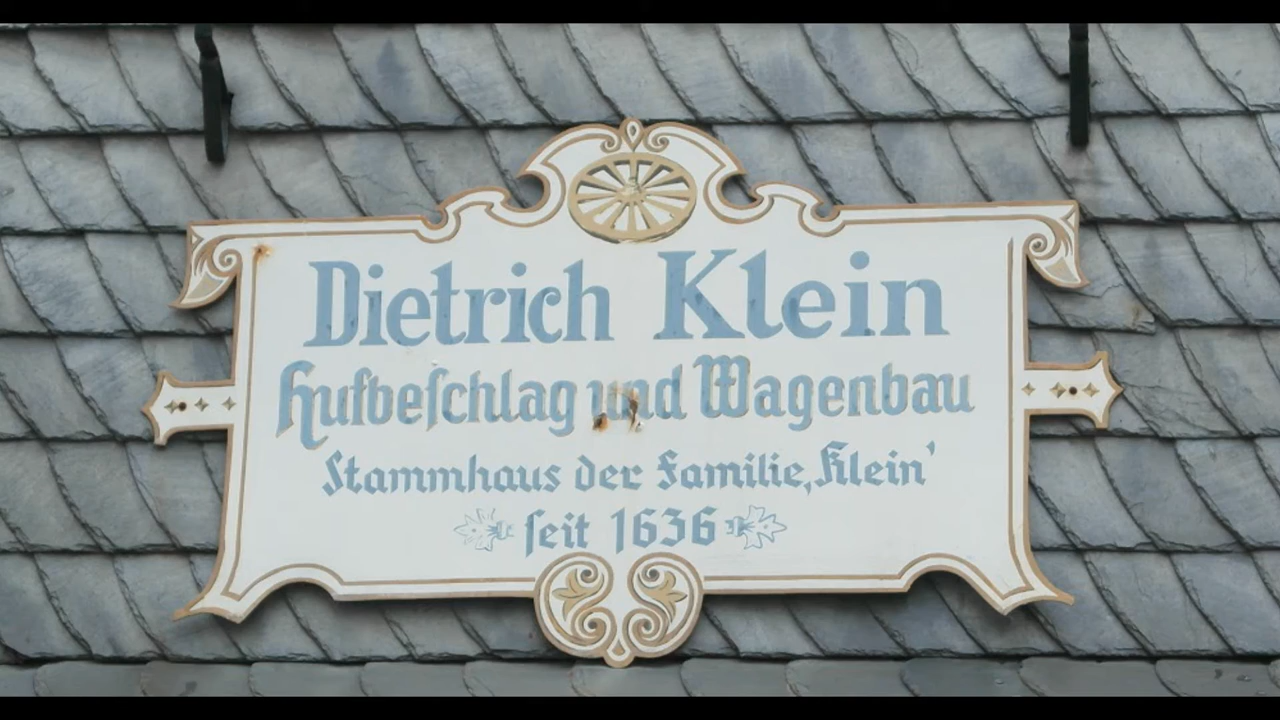 Dietrich Klein
Hufbeſchlag und Wagenbau
Stammhaus der Familie ‚Klein'
ſeit 1636